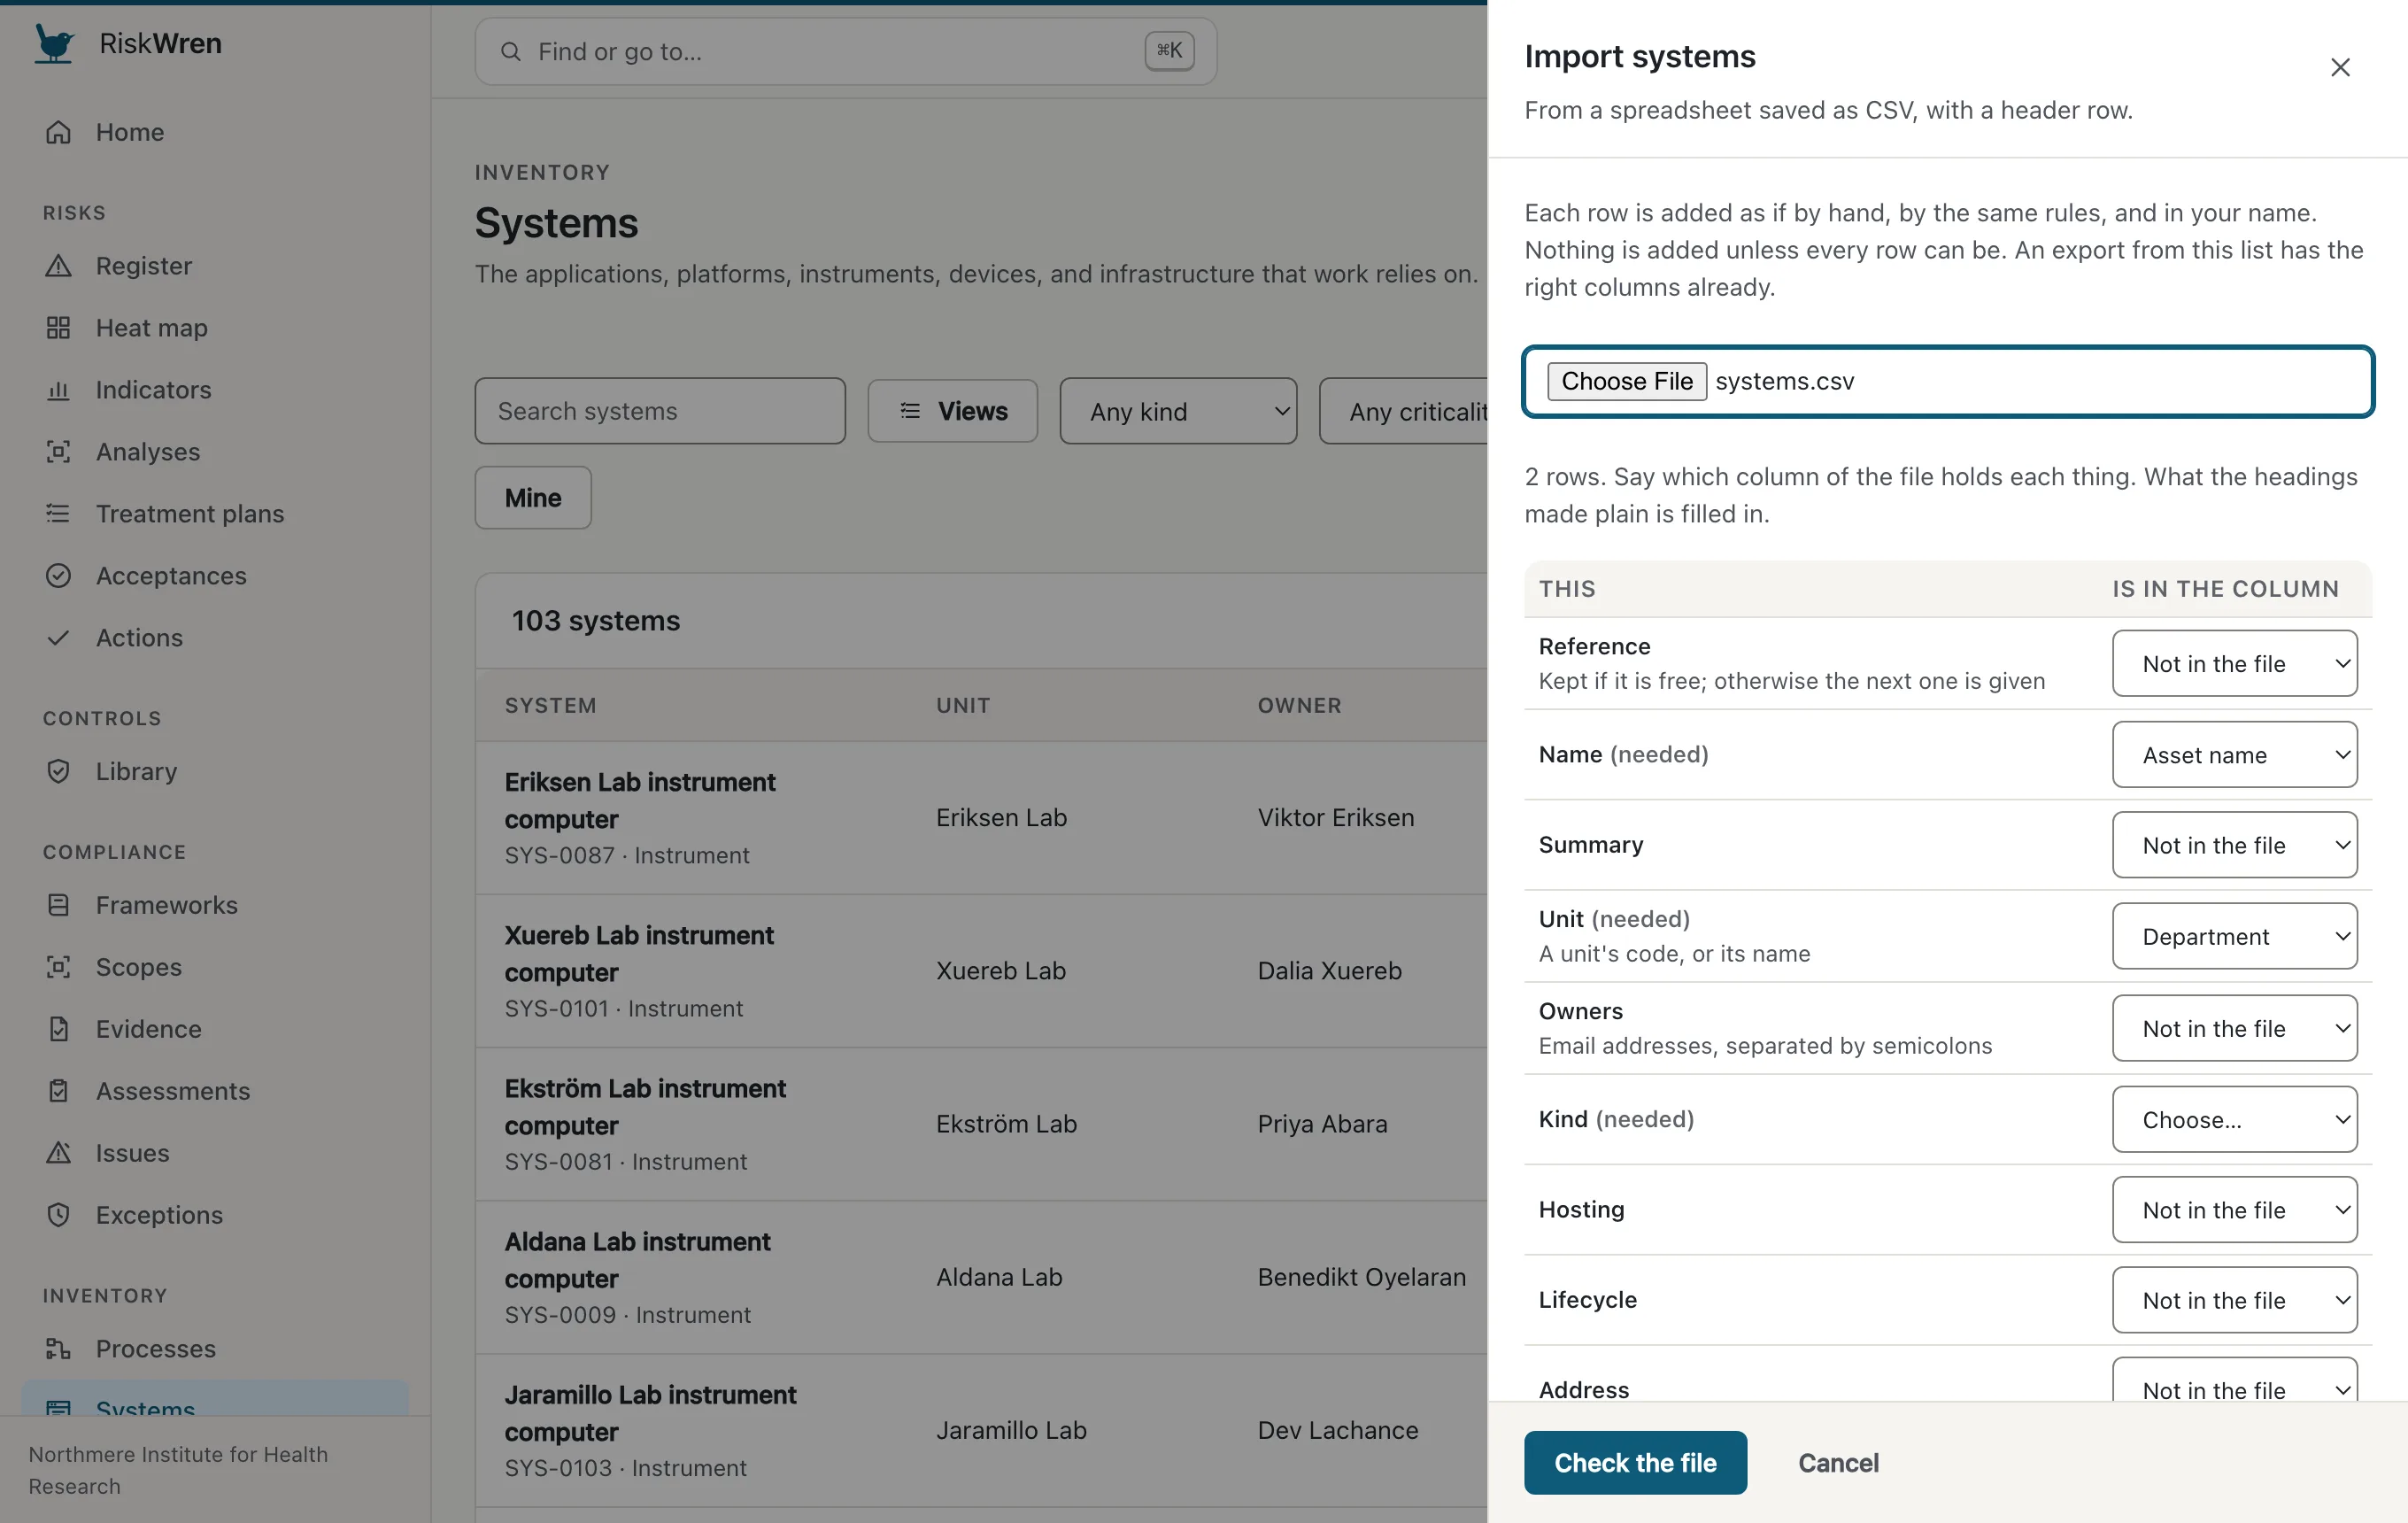 RiskWren
Find or go to...
⌘K
Home
RISKS
Register
Heat map
Indicators
Analyses
Treatment plans
Acceptances
Actions
CONTROLS
Library
COMPLIANCE
Frameworks
Scopes
Evidence
Assessments
Issues
Exceptions
INVENTORY
Processes
Systems
Northmere Institute for Health
Research
INVENTORY
Systems
The applications, platforms, instruments, devices, and infrastructure that work relies on.
Search systems
Views
Any kind
Any criticalit
Mine
103 systems
SYSTEM UNIT OWNER
Eriksen Lab instrument
computer
SYS-0087 · Instrument
Eriksen Lab
Viktor Eriksen
Xuereb Lab instrument
computer
SYS-0101 · Instrument
Xuereb Lab
Dalia Xuereb
Ekström Lab instrument
computer
SYS-0081 · Instrument
Ekström Lab
Priya Abara
Aldana Lab instrument
computer
SYS-0009 · Instrument
Aldana Lab
Benedikt Oyelaran
Jaramillo Lab instrument
computer
SYS-0103 · Instrument
Jaramillo Lab
Dev Lachance
Import systems
From a spreadsheet saved as CSV, with a header row.
Each row is added as if by hand, by the same rules, and in your name.
Nothing is added unless every row can be. An export from this list has the
right columns already.
Choose File systems.csv
2 rows. Say which column of the file holds each thing. What the headings
made plain is filled in.
THIS IS IN THE COLUMN
Reference
Kept if it is free; otherwise the next one is given
Not in the file
Name (needed)
Asset name
Summary
Not in the file
Unit (needed)
A unit's code, or its name
Department
Owners
Email addresses, separated by semicolons
Not in the file
Kind (needed)
Choose...
Hosting
Not in the file
Lifecycle
Not in the file
Address
Not in the file
Check the file
Cancel